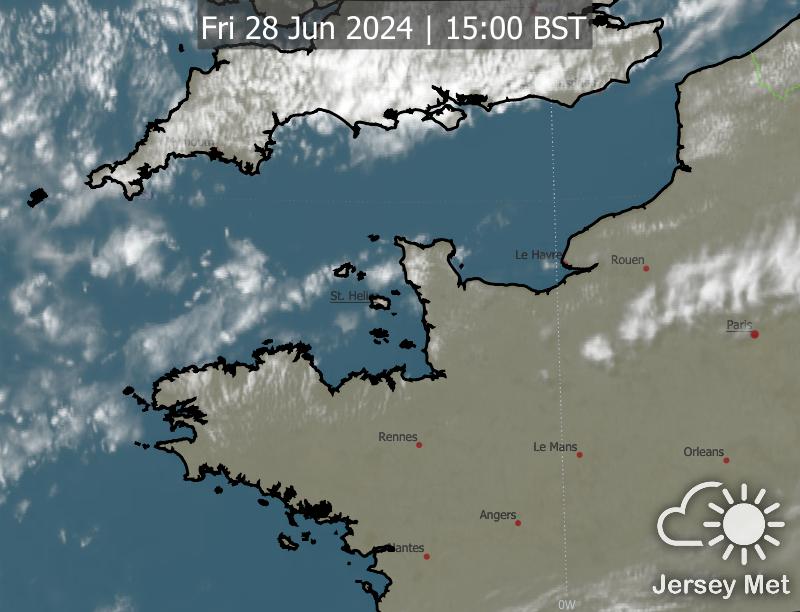 Fri 28 Jun 2024 | 15:00 BST
Le Havre
Rouen
St. Helier
Paris
Rennes
Le Mans
Orleans
Angers
Nantes
0W
Jersey Met